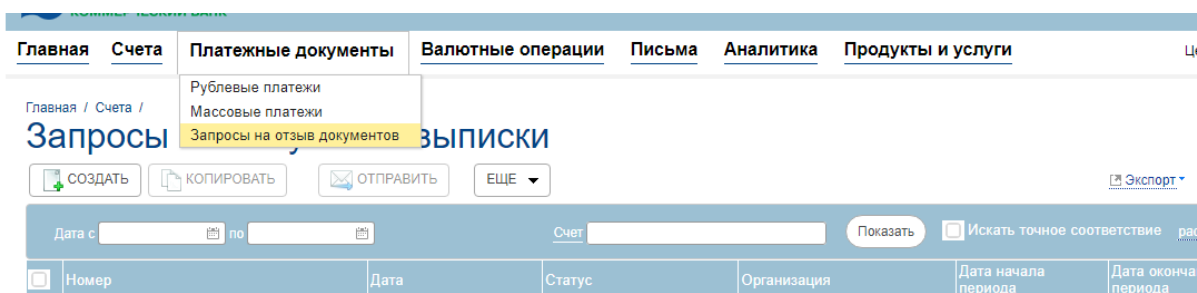 КОММЕРЧЕСКИЙ БАНК
Главная Счета Платежные документы Валютные операции Письма Аналитика Продукты и услуги
Рублевые платежи
Массовые платежи
Запросы на отзыв документов
Главная / Счета /
Запросы выписки
СОЗДАТЬ КОПИРОВАТЬ ОТПРАВИТЬ ЕЩЕ
Экспорт
Дата с по Счет Показать Искать точное соответствие
Номер Дата Статус Организация Дата начала периода
периода